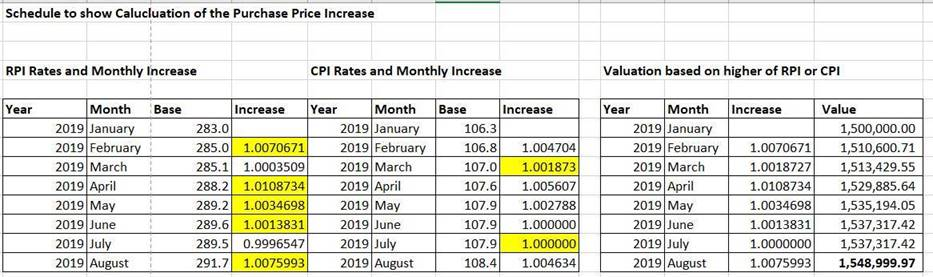 Schedule to show Calucluation of the Purchase Price Increase
RPI Rates and Monthly Increase CPI Rates and Monthly Increase Valuation based on higher of RPI or CPI
Year Month Base Increase Year Month Base Increase Year Month Increase Value
2019 January 283.0 2019 January 106.3 2019 January 1,500,000.00
2019 February 285.0 1.0070671 2019 February 106.8 1.004704 2019 February 1.0070671 1,510,600.71
2019 March 285.1 1.0003509 2019 March 107.0 1.001873 2019 March 1.0018727 1,513,429.55
2019 April 288.2 1.0108734 2019 April 107.6 1.005607 2019 April 1.0108734 1,529,885.64
2019 May 289.2 1.0034698 2019 May 107.9 1.002788 2019 May 1.0034698 1,535,194.05
2019 June 289.6 1.0013831 2019 June 107.9 1.000000 2019 June 1.0013831 1,537,317.42
2019 July 289.5 0.9996547 2019 July 107.9 1.000000 2019 July 1.0000000 1,537,317.42
2019 August 291.7 1.0075993 2019 August 108.4 1.004634 2019 August 1.0075993 1,548,999.97